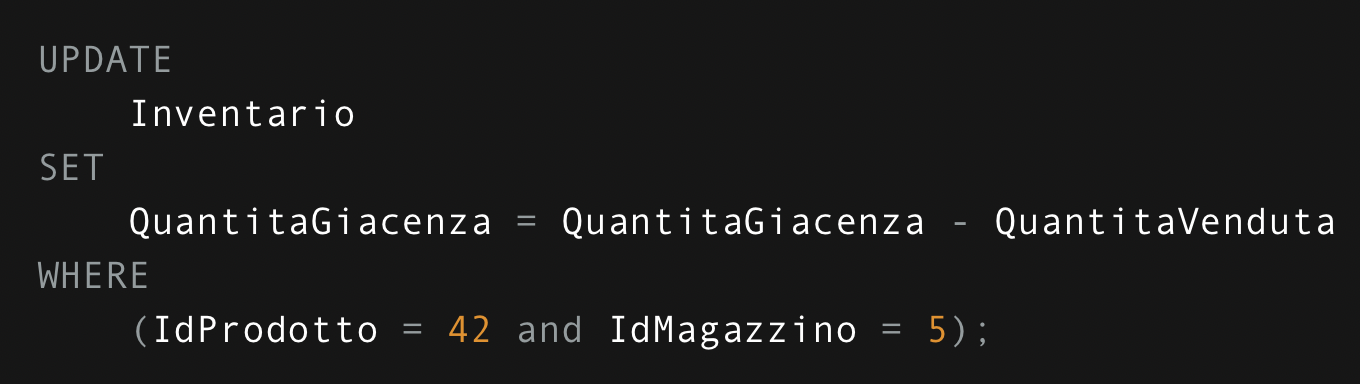 UPDATE
Inventario
SET
QuantitaGiacenza = QuantitaGiacenza - QuantitaVenduta
WHERE
(IdProdotto = 42 and IdMagazzino = 5);